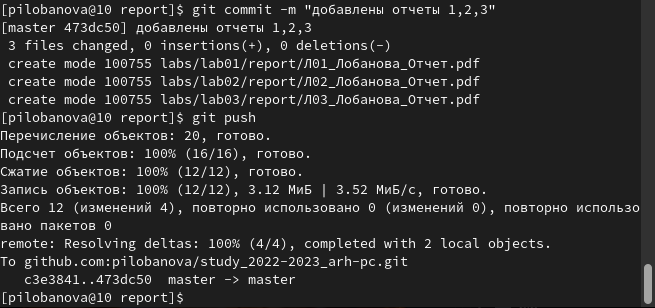 [pilobanova@10 report]$ git commit -m "добавлены отчеты 1,2,3"
[master 473dc50] добавлены отчеты 1,2,3
 3 files changed, 0 insertions(+), 0 deletions(-)
 create mode 100755 labs/lab01/report/Л01_Лобанова_Отчет.pdf
 create mode 100755 labs/lab02/report/Л02_Лобанова_Отчет.pdf
 create mode 100755 labs/lab03/report/Л03_Лобанова_Отчет.pdf
[pilobanova@10 report]$ git push
Перечисление объектов: 20, готово.
Подсчет объектов: 100% (16/16), готово.
Сжатие объектов: 100% (12/12), готово.
Запись объектов: 100% (12/12), 3.12 МиБ | 3.52 МиБ/с, готово.
Всего 12 (изменений 4), повторно использовано 0 (изменений 0), повторно использо
вано пакетов 0
remote: Resolving deltas: 100% (4/4), completed with 2 local objects.
To github.com:pilobanova/study_2022-2023_arh-pc.git
   c3e3841..473dc50  master -> master
[pilobanova@10 report]$